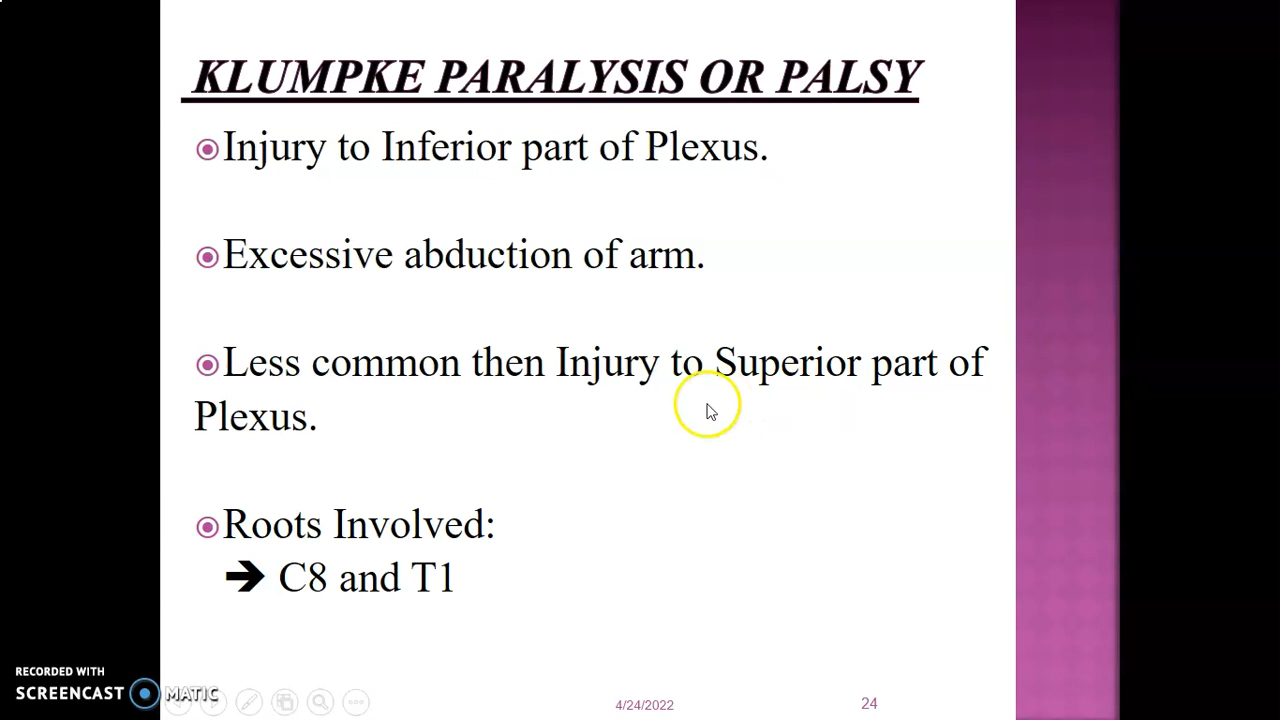 KLUMPKE PARALYSIS OR PALSY
Injury to Inferior part of Plexus.
Excessive abduction of arm.
Less common then Injury to Superior part of
Plexus.
Roots Involved:
➔ C8 and T1
RECORDED WITH
SCREENCAST MATIC
4/24/2022
24